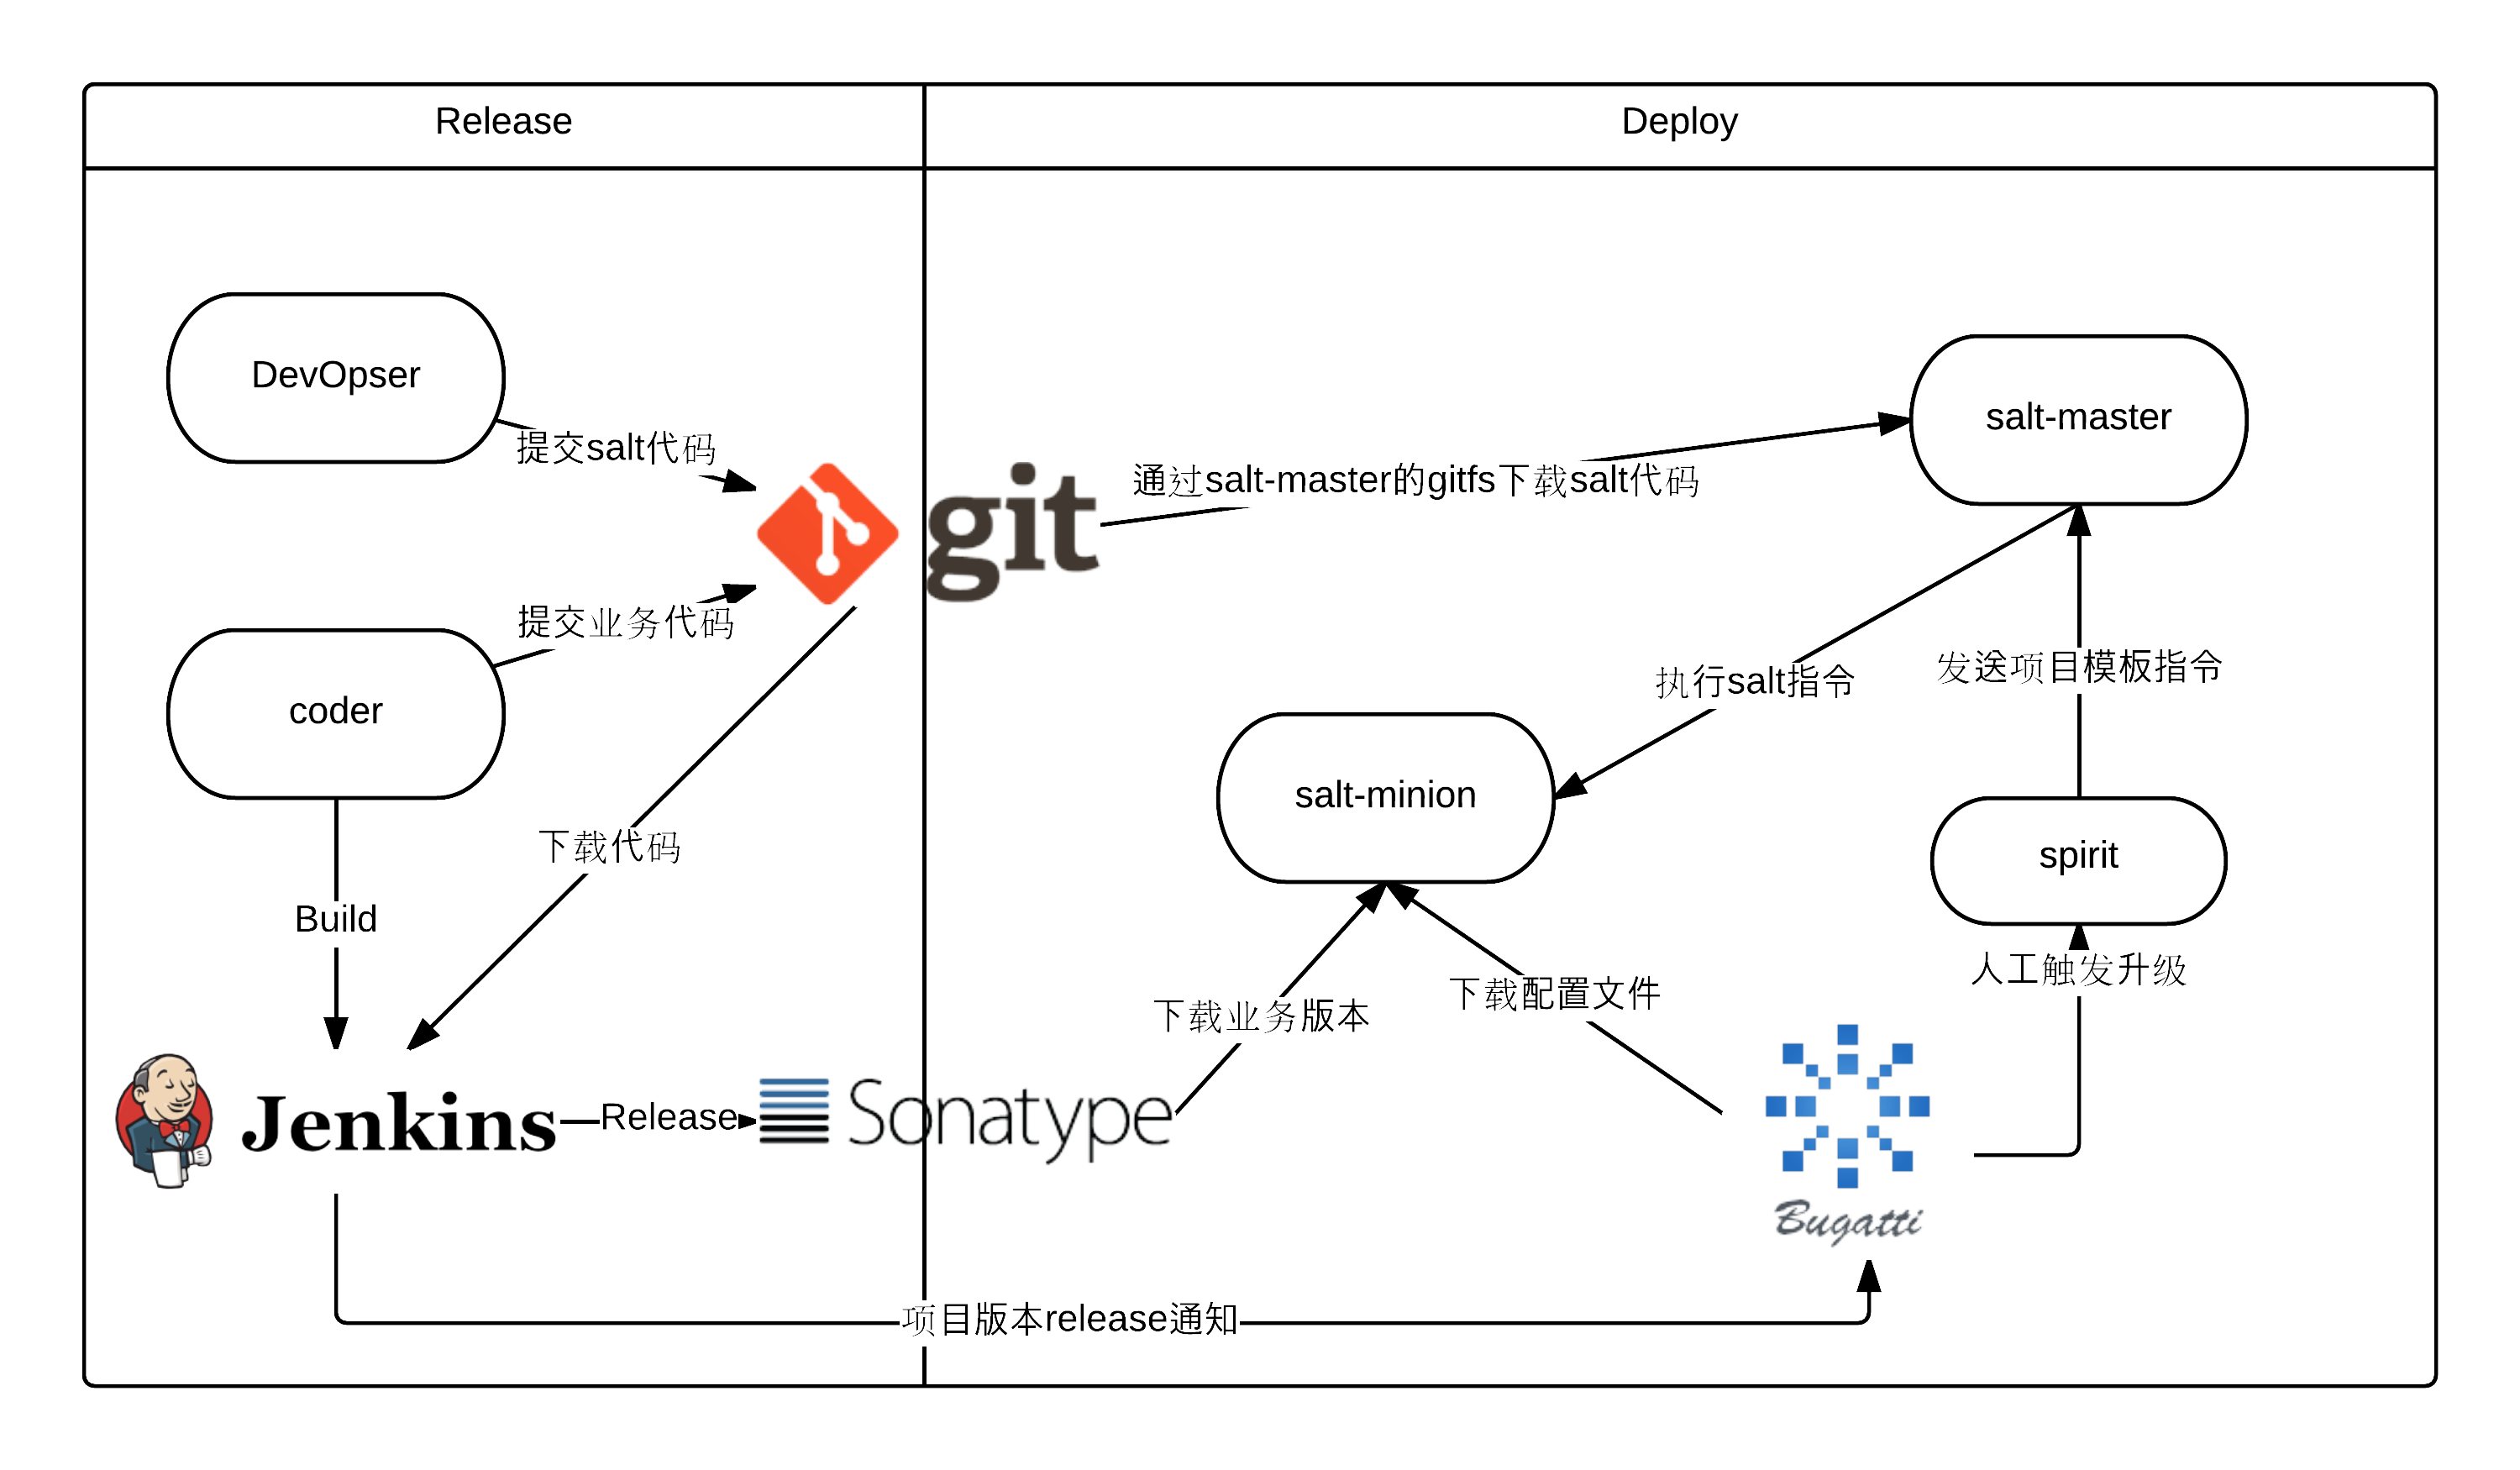 Release
Deploy
DevOpser
salt-master
提交salt代码
通过salt-master的gitfs下载salt代码
git
提交业务代码
coder
执行salt指令
发送项目模板指令
salt-minion
spirit
下载代码
Build
人工触发升级
下载业务版本
下载配置文件
Jenkins
Release
Sonatype
Bugatti
项目版本release通知